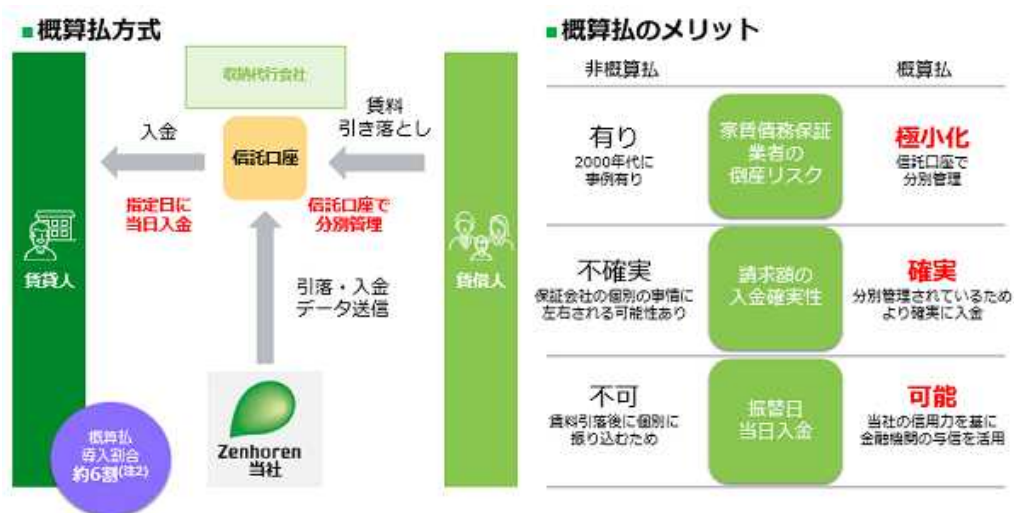 ■概算払方式
収納代行会社
賃料
引き落とし
入金
信託口座
指定日に
当日入金
信託口座で
分別管理
賃貸人
賃借人
引落・入金
データ送信
Zenhoren
当社
概算払
導入割合
約6割(注2)
■概算払のメリット
非概算払
概算払
有り
2000年代に
事例有り
家賃債務保証
業者の
倒産リスク
極小化
信託口座で
分別管理
不確実
保証会社の個別の事情に
左右される可能性あり
請求額の
入金確実性
確実
分別管理されているため
より確実に入金
不可
賃料引落後に個別に
振り込むため
振替日
当日入金
可能
当社の信用力を基に
金融機関の与信を活用